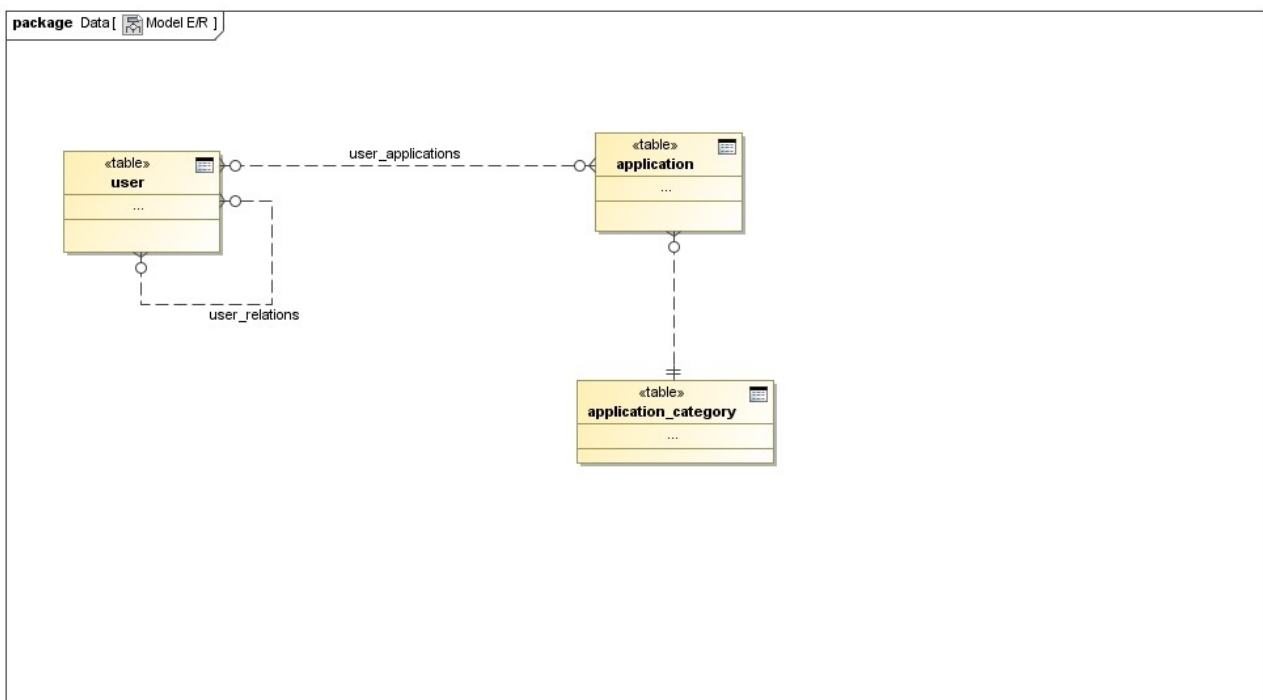 package Data[ Model E/R ]
«table»
user
...
user_applications
«table»
application
...
user_relations
«table»
application_category
...